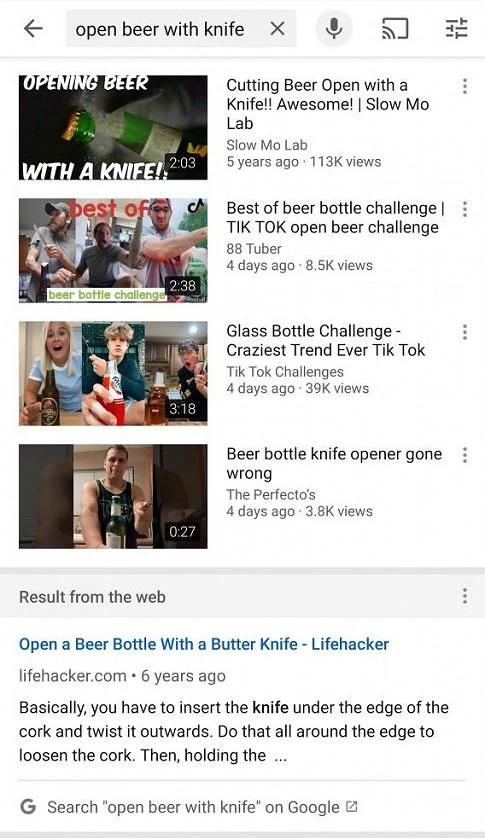 open beer with knife
OPENING BEER
WITH A KNIFE!!
2:03
Cutting Beer Open with a
Knife!! Awesome! | Slow Mo
Lab
Slow Mo Lab
5 years ago · 113K views
best of
beer bottle challenge
2:38
Best of beer bottle challenge |
TIK TOK open beer challenge
88 Tuber
4 days ago · 8.5K views
3:18
Glass Bottle Challenge -
Craziest Trend Ever Tik Tok
Tik Tok Challenges
4 days ago · 39K views
0:27
Beer bottle knife opener gone
wrong
The Perfecto's
4 days ago · 3.8K views
Result from the web
Open a Beer Bottle With a Butter Knife - Lifehacker
lifehacker.com • 6 years ago
Basically, you have to insert the knife under the edge of the
cork and twist it outwards. Do that all around the edge to
loosen the cork. Then, holding the ...
G Search "open beer with knife" on Google